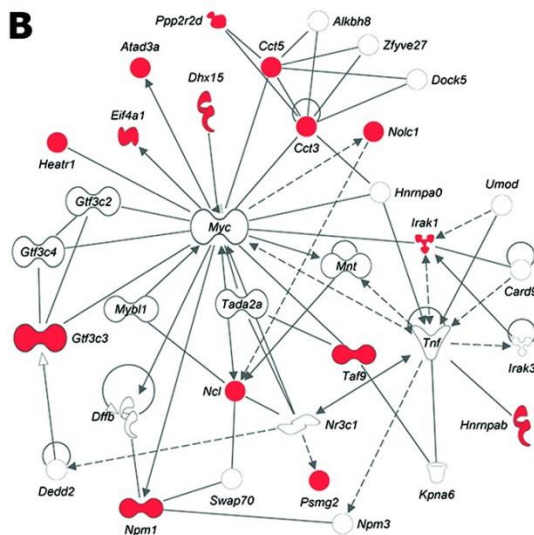 B
Ppp2r2d
Alkbh8
Cct5
Zfyve27
Atad3a
Dhx15
Dock5
Eif4a1
Cct3
Nolc1
Heatr1
Gtf3c2
Hnrnpa0
Umod
Myc
Irak1
Gtf3c4
Mnt
Card9
Mybl1
Tada2a
Tnf
Gtf3c3
Irak3
Taf9
Ncl
Dffb
Nr3c1
Hnrnpab
Dedd2
Swap70
Psmg2
Kpna6
Npm1
Npm3